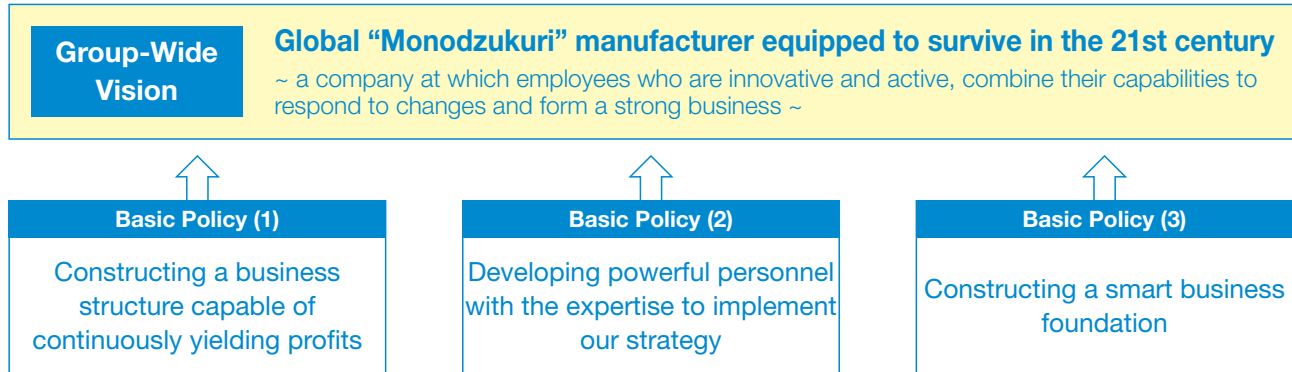 Group-Wide
Vision
Global “Monodzukuri” manufacturer equipped to survive in the 21st century
~ a company at which employees who are innovative and active, combine their capabilities to
respond to changes and form a strong business ~
Basic Policy (1)
Constructing a business
structure capable of
continuously yielding profits
Basic Policy (2)
Developing powerful personnel
with the expertise to implement
our strategy
Basic Policy (3)
Constructing a smart business
foundation